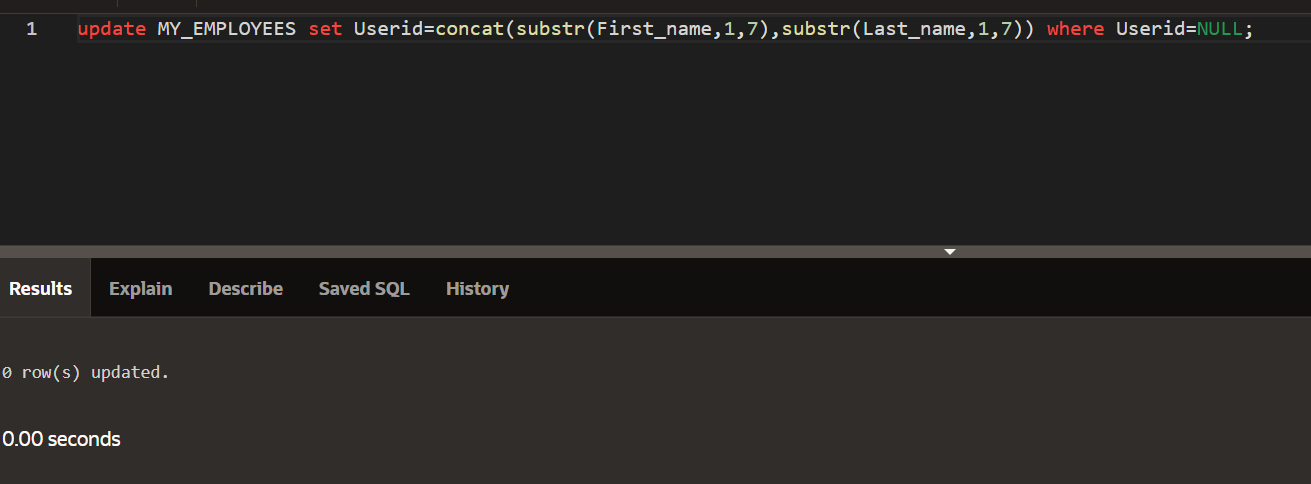 1 update MY_EMPLOYEES set Userid=concat(substr(First_name,1,7),substr(Last_name,1,7)) where Userid=NULL;
Results Explain Describe Saved SQL History
0 row(s) updated.
0.00 seconds